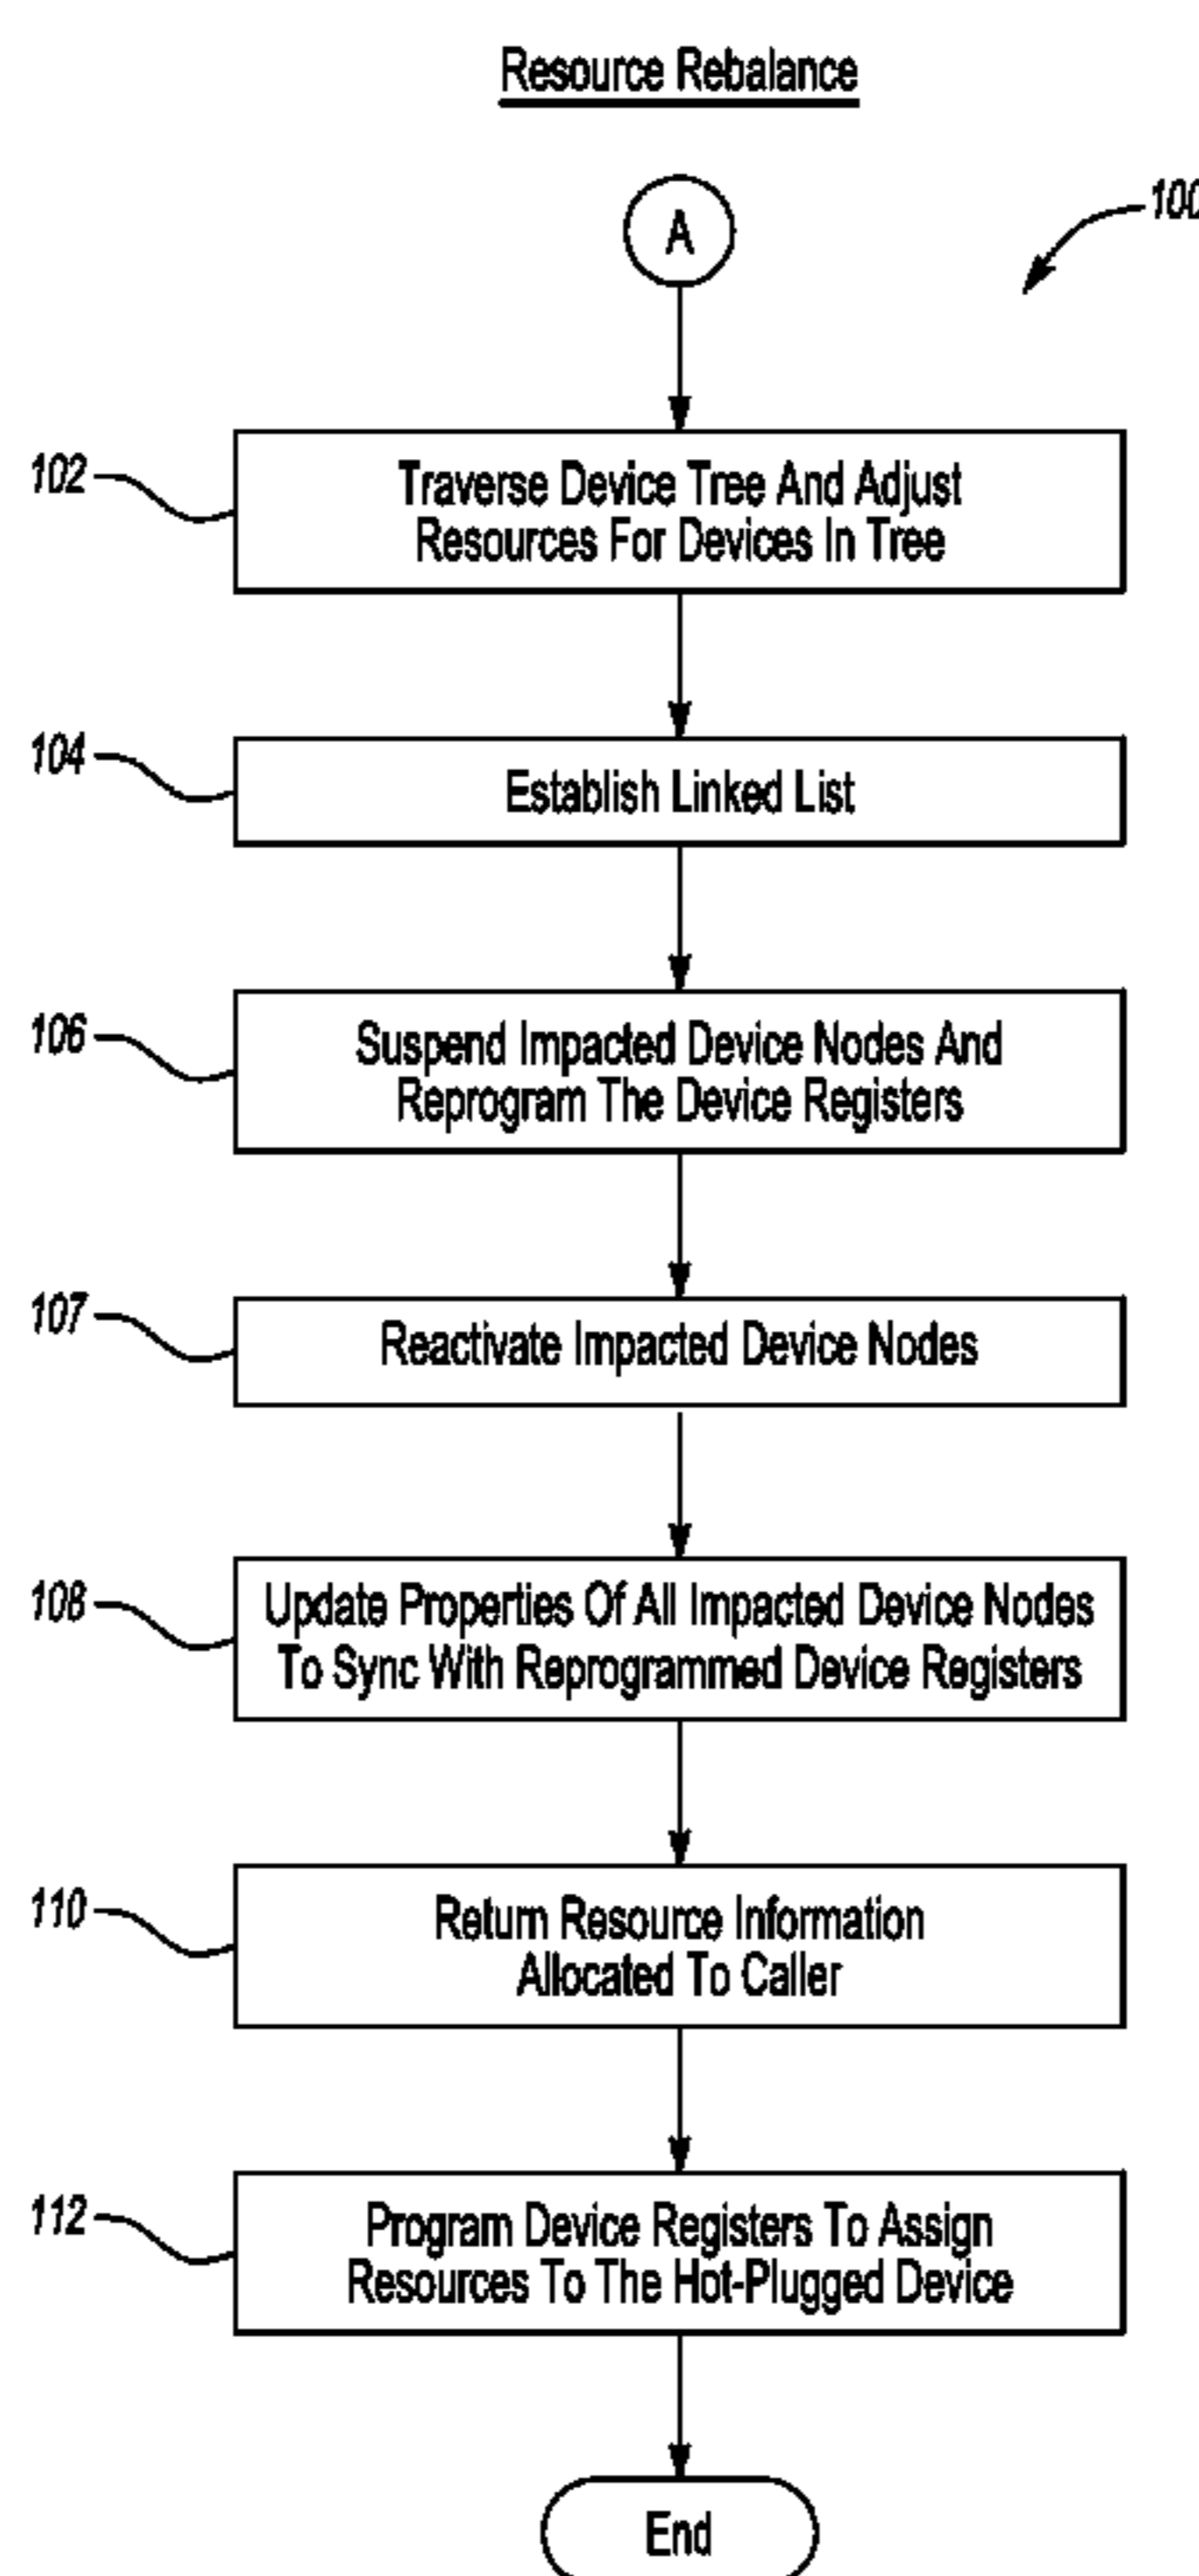 Resource Rebalance
A
100
102
Traverse Device Tree And Adjust
Resources For Devices In Tree
104
Establish Linked List
106
Suspend Impacted Device Nodes And
Reprogram The Device Registers
107
Reactivate Impacted Device Nodes
108
Update Properties Of All Impacted Device Nodes
To Sync With Reprogrammed Device Registers
110
Return Resource Information
Allocated To Caller
112
Program Device Registers To Assign
Resources To The Hot-Plugged Device
End